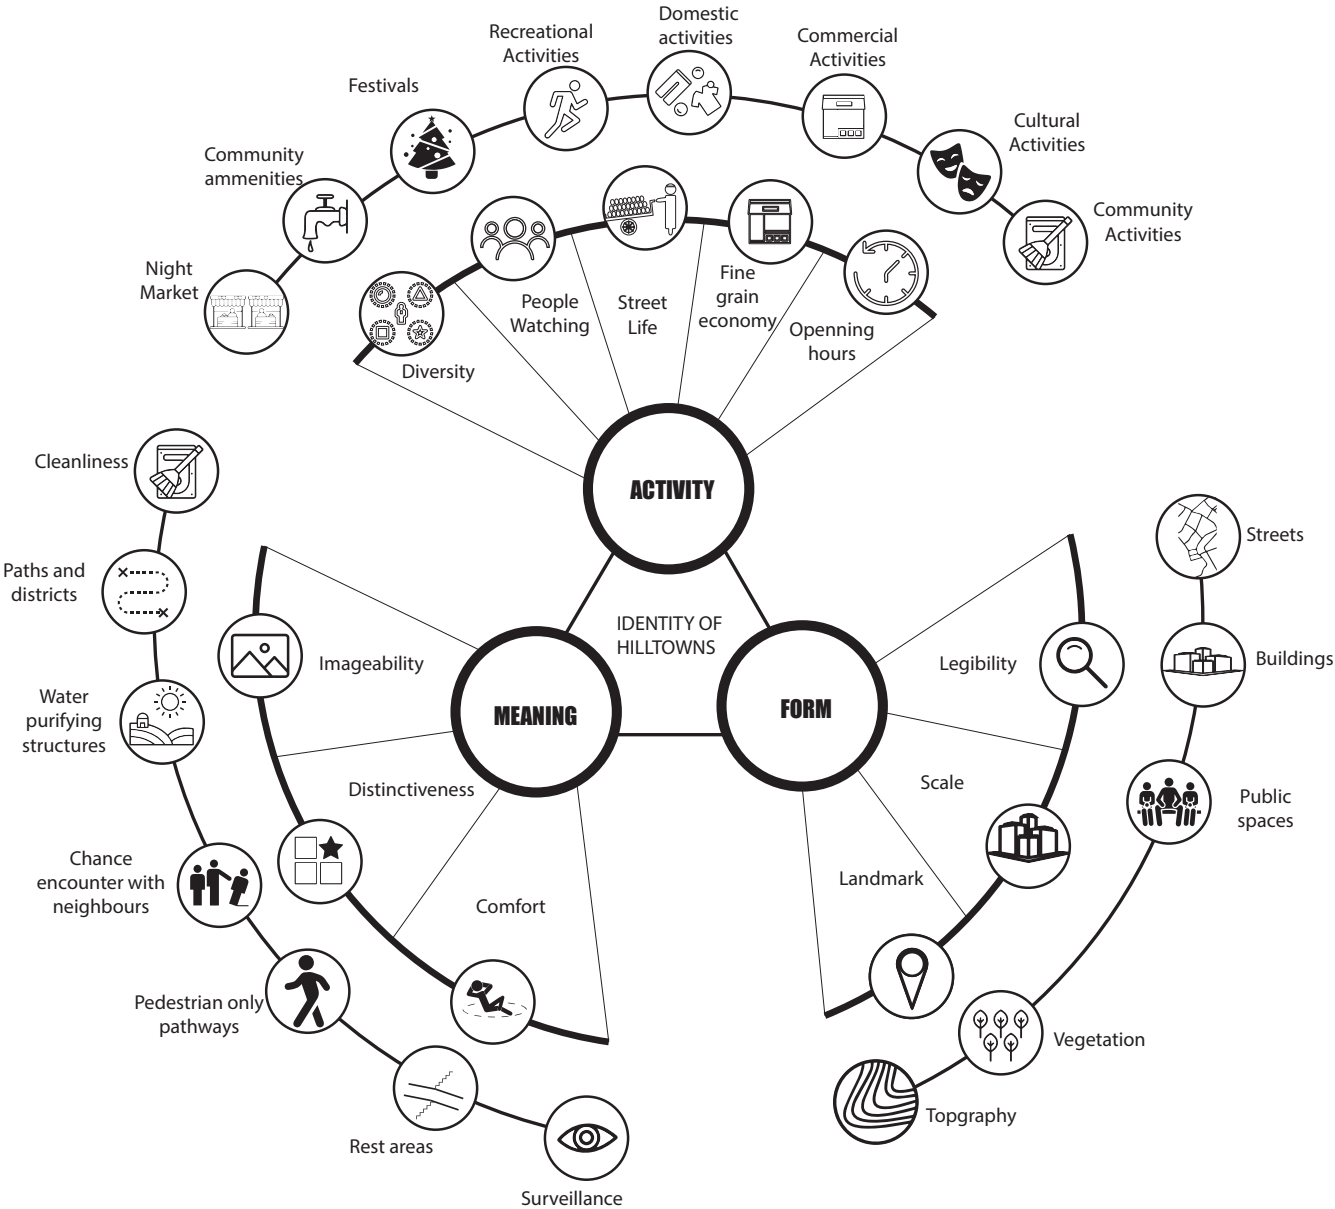 Domestic
activities
Recreational
Activities
Commercial
Activities
Festivals
Cultural
Activities
Community
ammenities
Community
Activities
Night
Market
People
Watching
Street
Life
Fine
grain
economy
Openning
hours
Diversity
ACTIVITY
Cleanliness
Paths and
districts
Water
purifying
structures
Chance
encounter with
neighbours
Pedestrian only
pathways
Rest areas
Surveillance
Imageability
Distinctiveness
Comfort
MEANING
IDENTITY OF
HILLTOWNS
FORM
Legibility
Scale
Landmark
Streets
Buildings
Public
spaces
Vegetation
Topgraphy